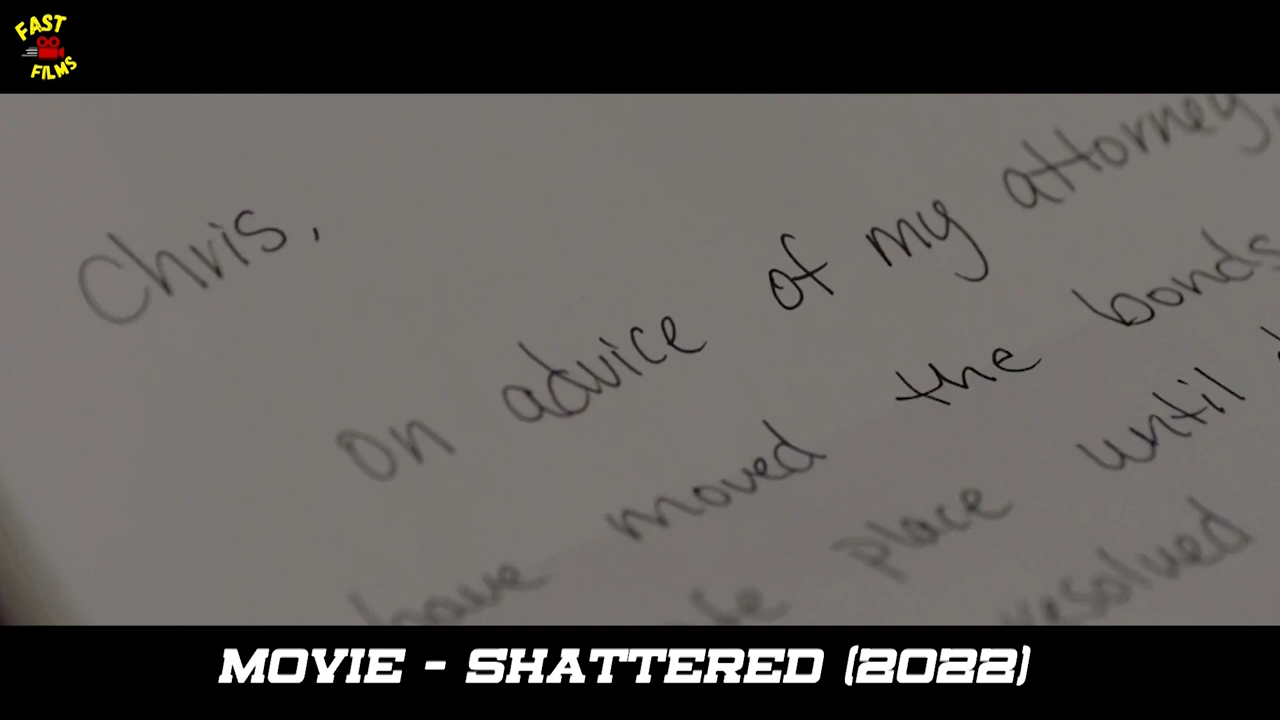 FAST
FILMS
Chris,
on advice of my attorney,
have moved the bonds
place until
resolved
MOVIE - SHATTERED (2022)